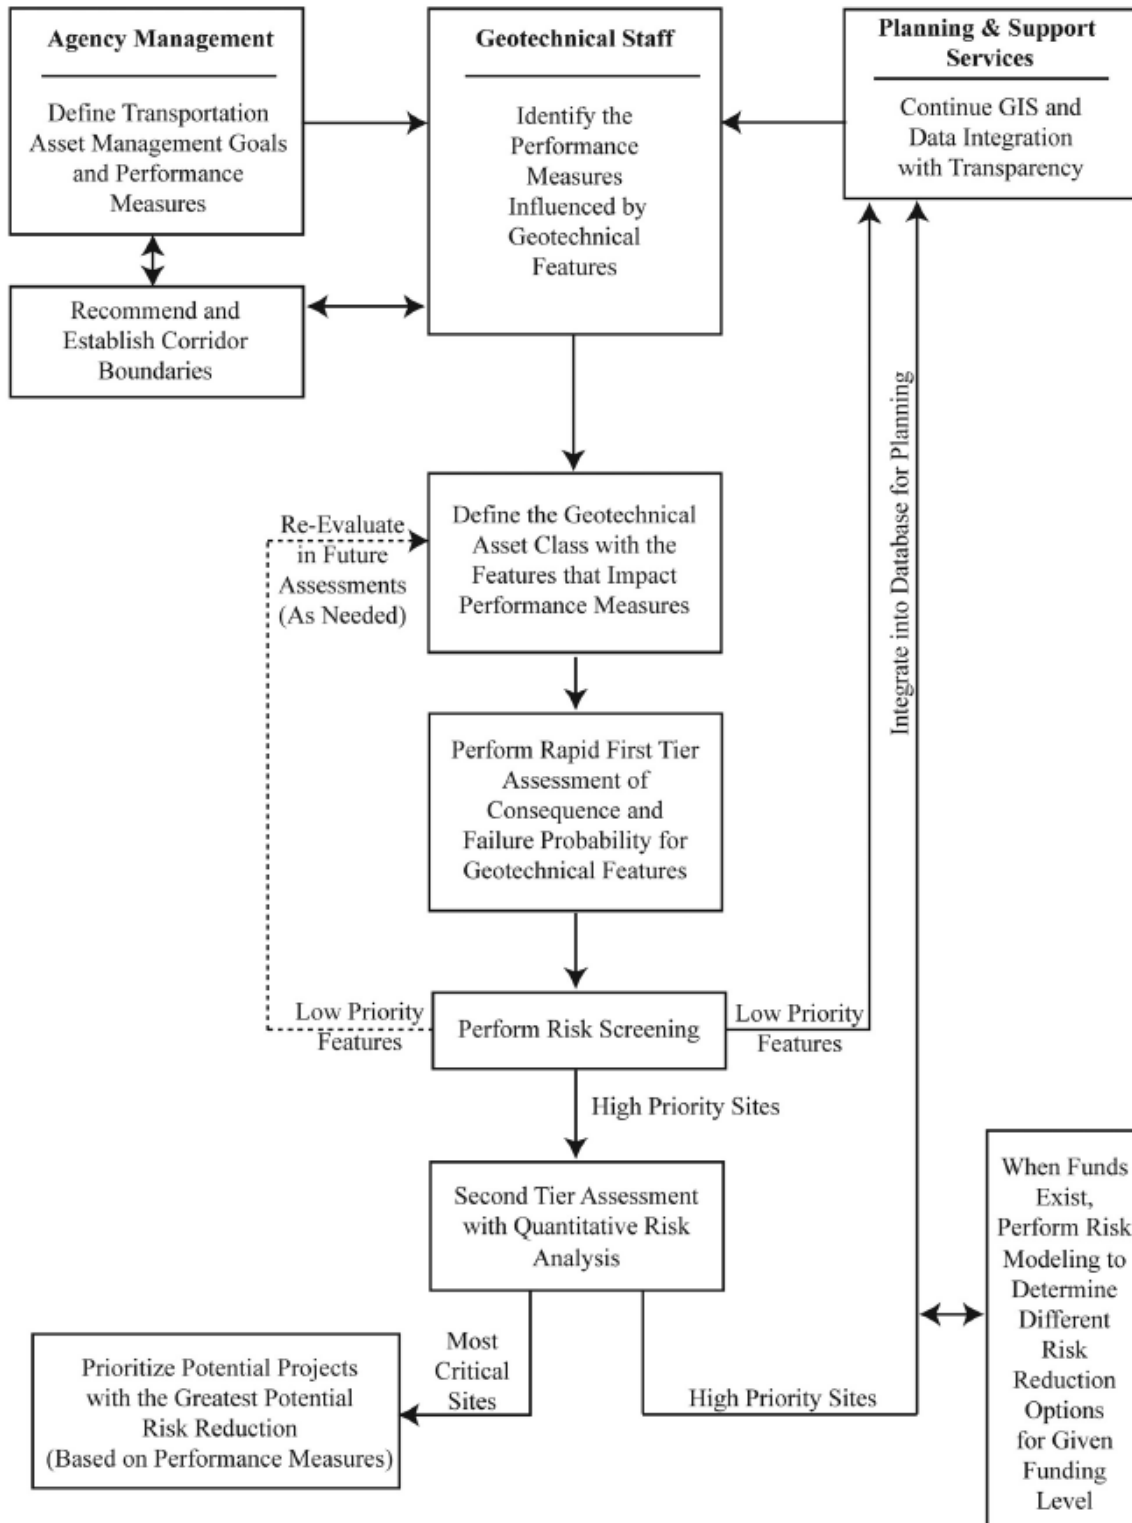 Agency Management
Define Transportation
Asset Management Goals
and Performance
Measures
Geotechnical Staff
Identify the
Performance
Measures
Influenced by
Geotechnical
Features
Planning & Support
Services
Continue GIS and
Data Integration
with Transparency
Recommend and
Establish Corridor
Boundaries
Integrate into Database for Planning
Re-Evaluate
in Future
Assessments
(As Needed)
Define the Geotechnical
Asset Class with the
Features that Impact
Performance Measures
Perform Rapid First Tier
Assessment of
Consequence and
Failure Probability for
Geotechnical Features
Low Priority
Features
Perform Risk Screening
Low Priority
Features
High Priority Sites
Second Tier Assessment
with Quantitative Risk
Analysis
When Funds
Exist,
Perform Risk
Modeling to
Determine
Different
Risk
Reduction
Options
for Given
Funding
Level
Most
Critical
Sites
High Priority Sites
Prioritize Potential Projects
with the Greatest Potential
Risk Reduction
(Based on Performance Measures)